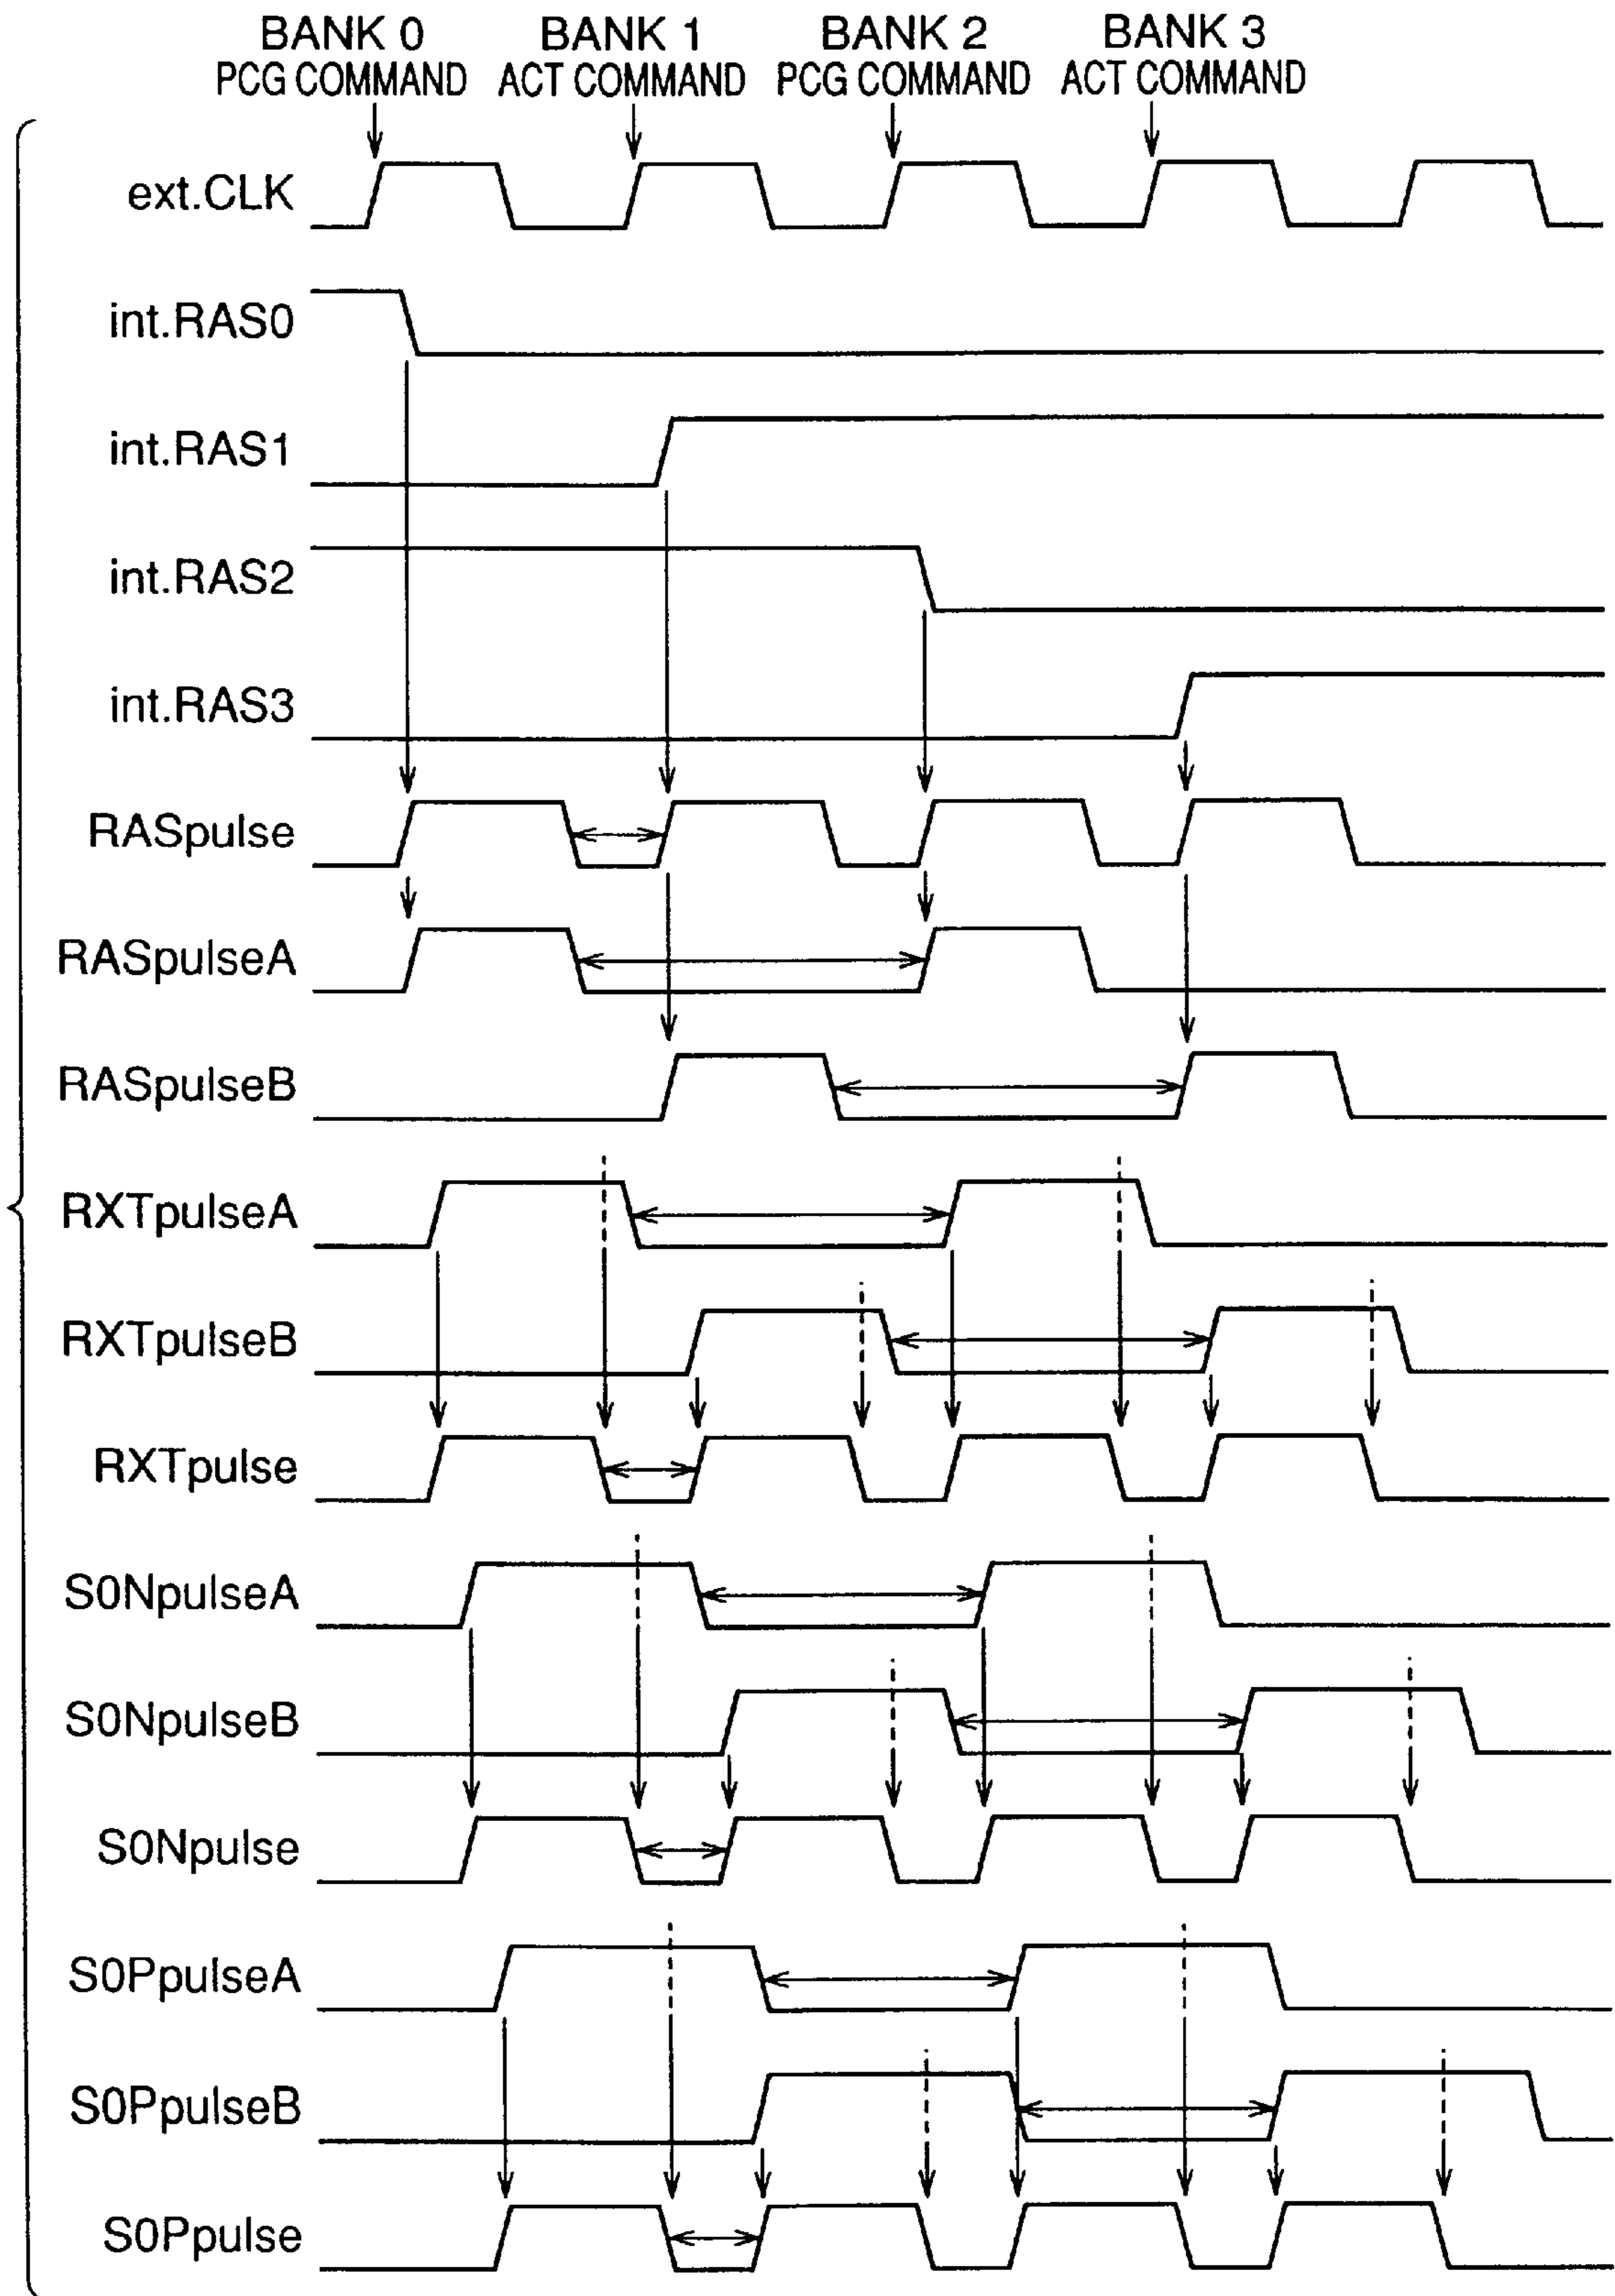 BANK 0 BANK 1 BANK 2 BANK 3
PCG COMMAND ACT COMMAND PCG COMMAND ACT COMMAND
ext.CLK
int.RAS0
int.RAS1
int.RAS2
int.RAS3
RASpulse
RASpulseA
RASpulseB
RXTpulseA
RXTpulseB
RXTpulse
S0NpulseA
S0NpulseB
S0Npulse
S0PpulseA
S0PpulseB
S0Ppulse